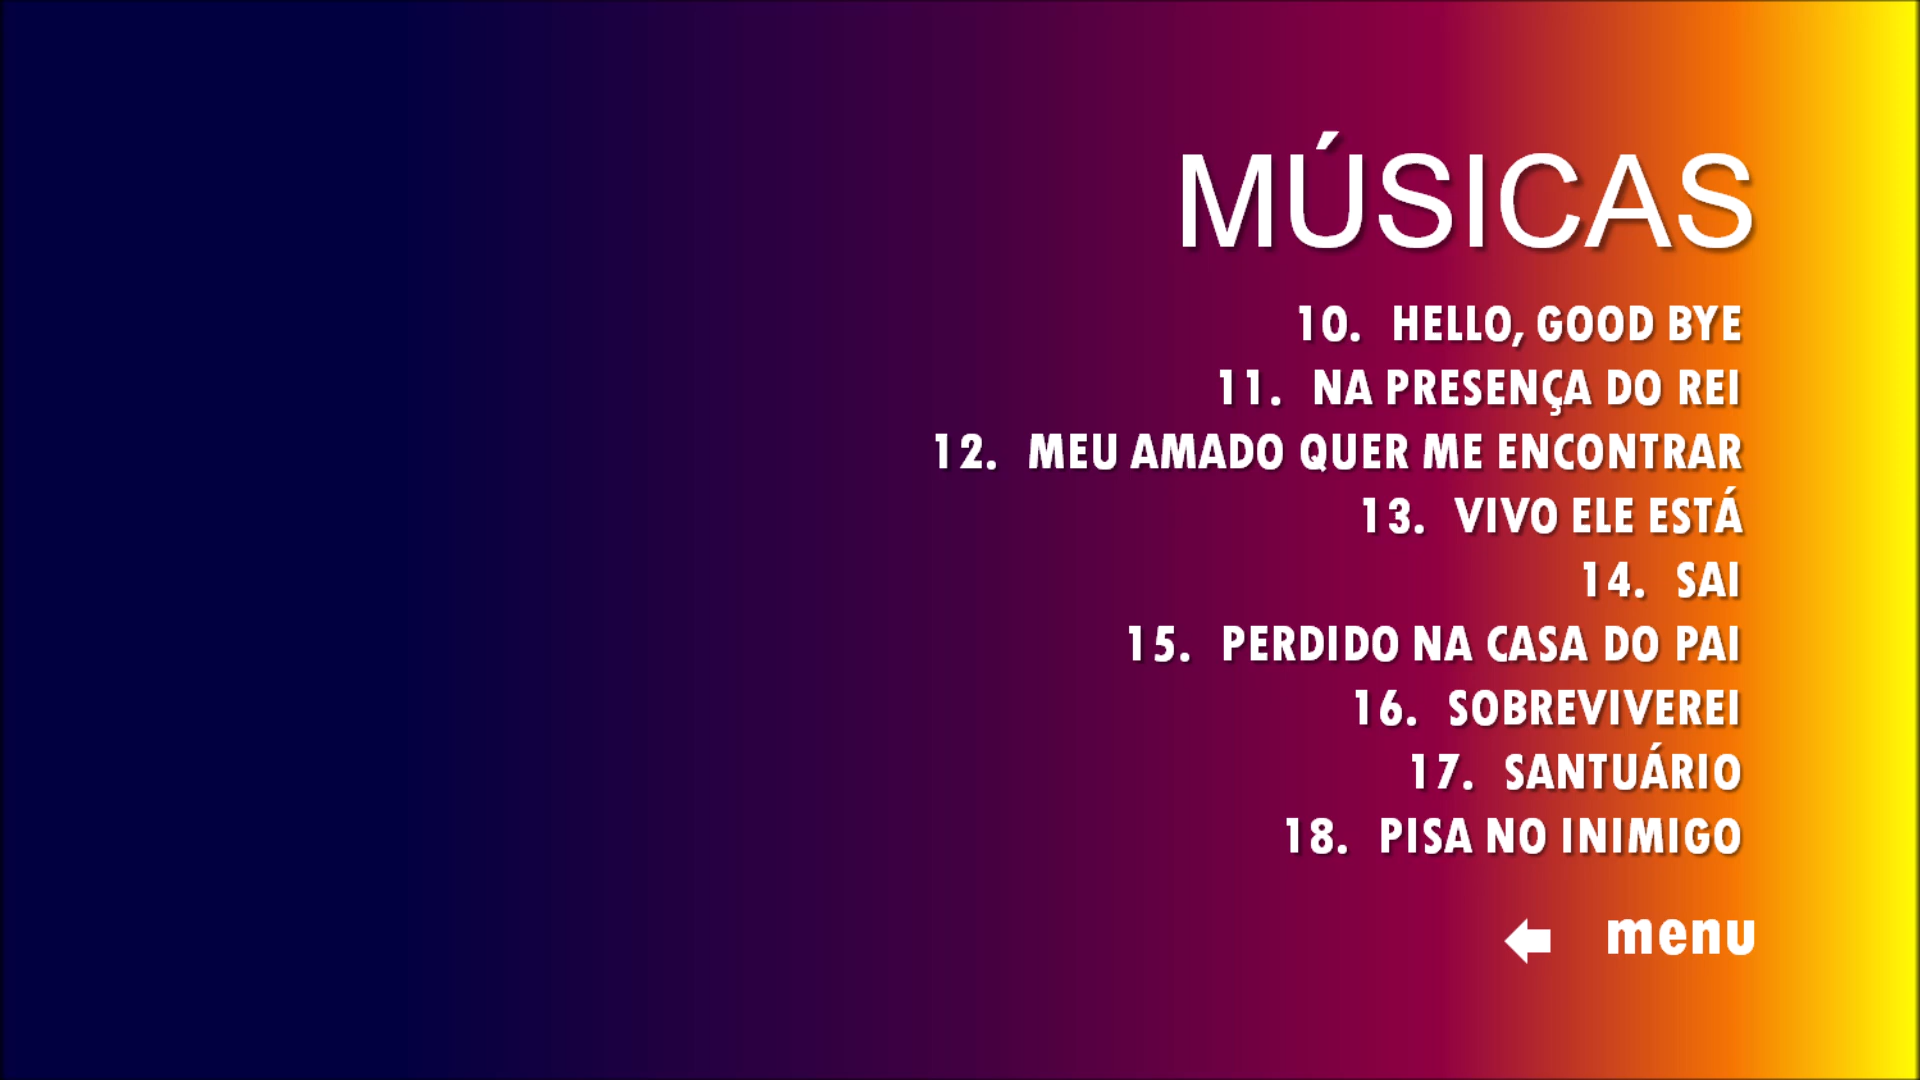 MÚSICAS
10. HELLO, GOOD BYE
11. NA PRESENÇA DO REI
12. MEU AMADO QUER ME ENCONTRAR
13. VIVO ELE ESTÁ
14. SAI
15. PERDIDO NA CASA DO PAI
16. SOBREVIVEREI
17. SANTUÁRIO
18. PISA NO INIMIGO
menu